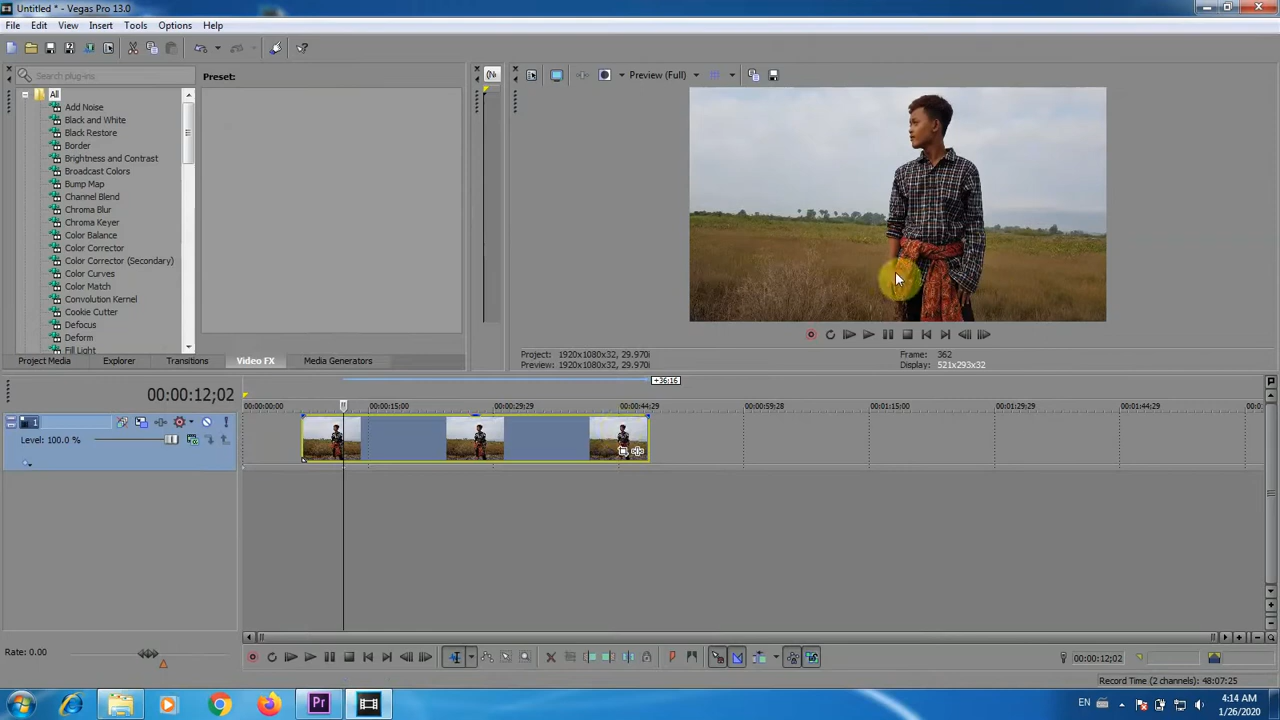 Untitled * - Vegas Pro 13.0
File Edit View Insert Tools Options Help
Search plug-ins
Preset:
Preview (Full)
All
Add Noise
Black and White
Black Restore
Border
Brightness and Contrast
Broadcast Colors
Bump Map
Channel Blend
Chroma Blur
Chroma Keyer
Color Balance
Color Corrector
Color Corrector (Secondary)
Color Curves
Color Match
Convolution Kernel
Cookie Cutter
Defocus
Deform
Fill Light
Project: 1920x1080x32, 29.970i Frame: 362
Preview: 1920x1080x32, 29.970i Display: 521x293x32
Project Media Explorer Transitions Video FX Media Generators
+36:16
00:00:12;02
00:00:00;00 00:00:15;00 00:00:29;29 00:00:44;29 00:00:59;28 00:01:15;00 00:01:29;29 00:01:44;29
1
Level: 100.0 %
Rate: 0.00
00:00:12;02
Record Time (2 channels): 48:07:25
Pr
EN
4:14 AM
1/26/2020